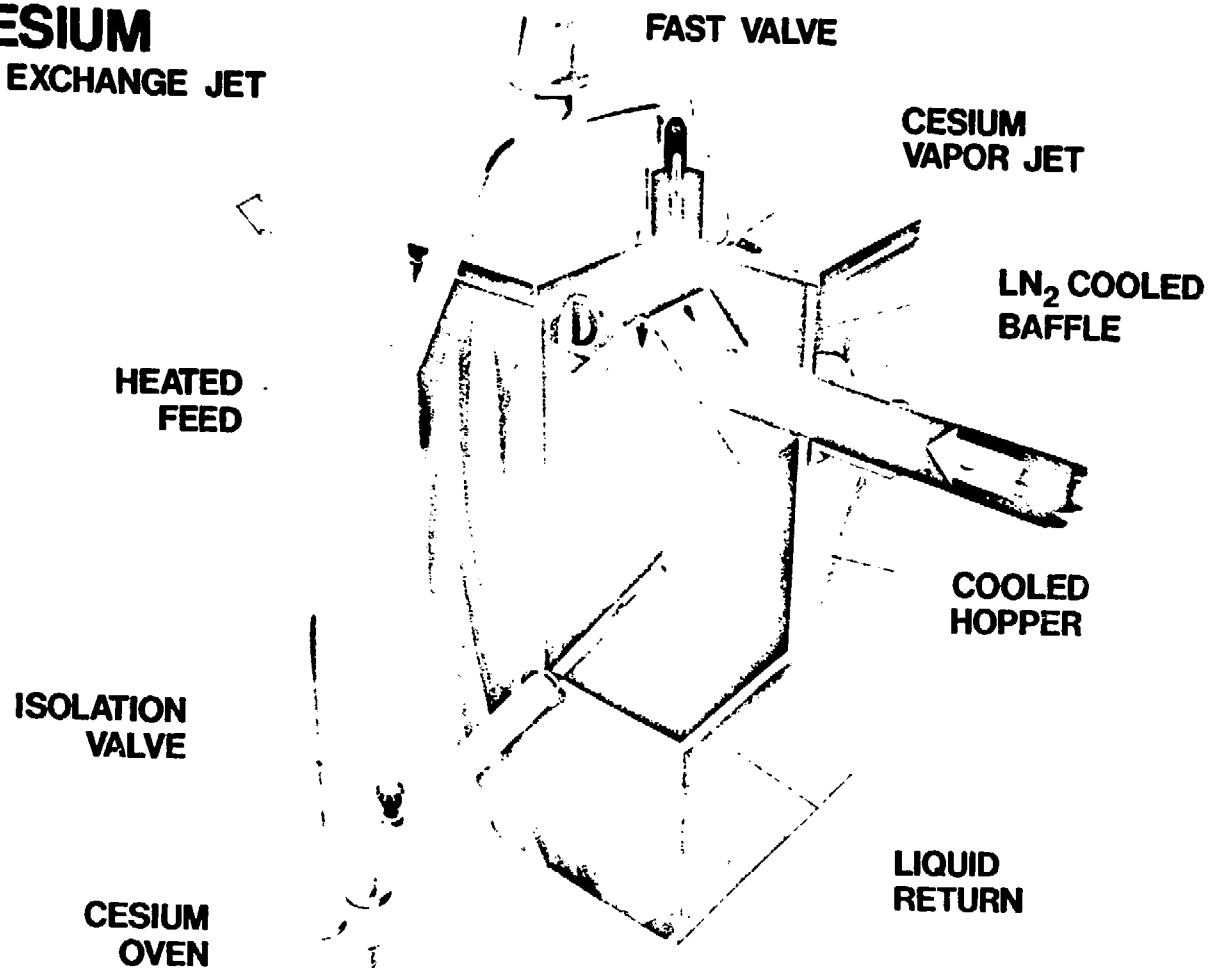 ESIUM
EXCHANGE JET
FAST VALVE
CESIUM
VAPOR JET
LN₂ COOLED
BAFFLE
HEATED
FEED
COOLED
HOPPER
ISOLATION
VALVE
LIQUID
RETURN
CESIUM
OVEN